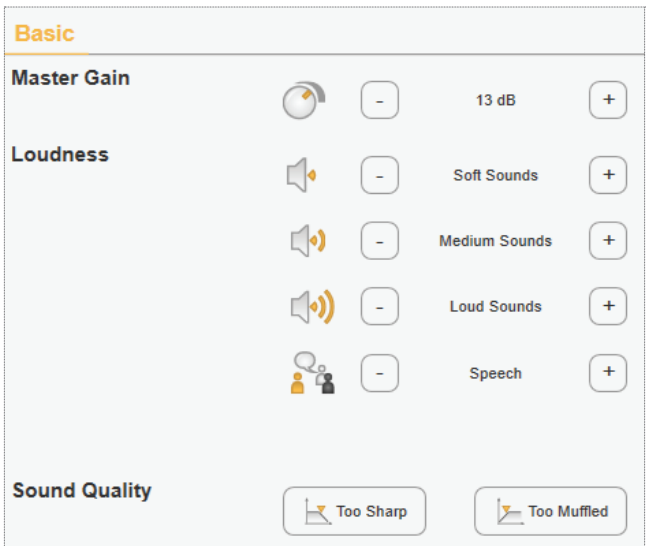 Basic
Master Gain
- 13 dB +
Loudness
- Soft Sounds +
- Medium Sounds +
- Loud Sounds +
- Speech +
Sound Quality
Too Sharp Too Muffled